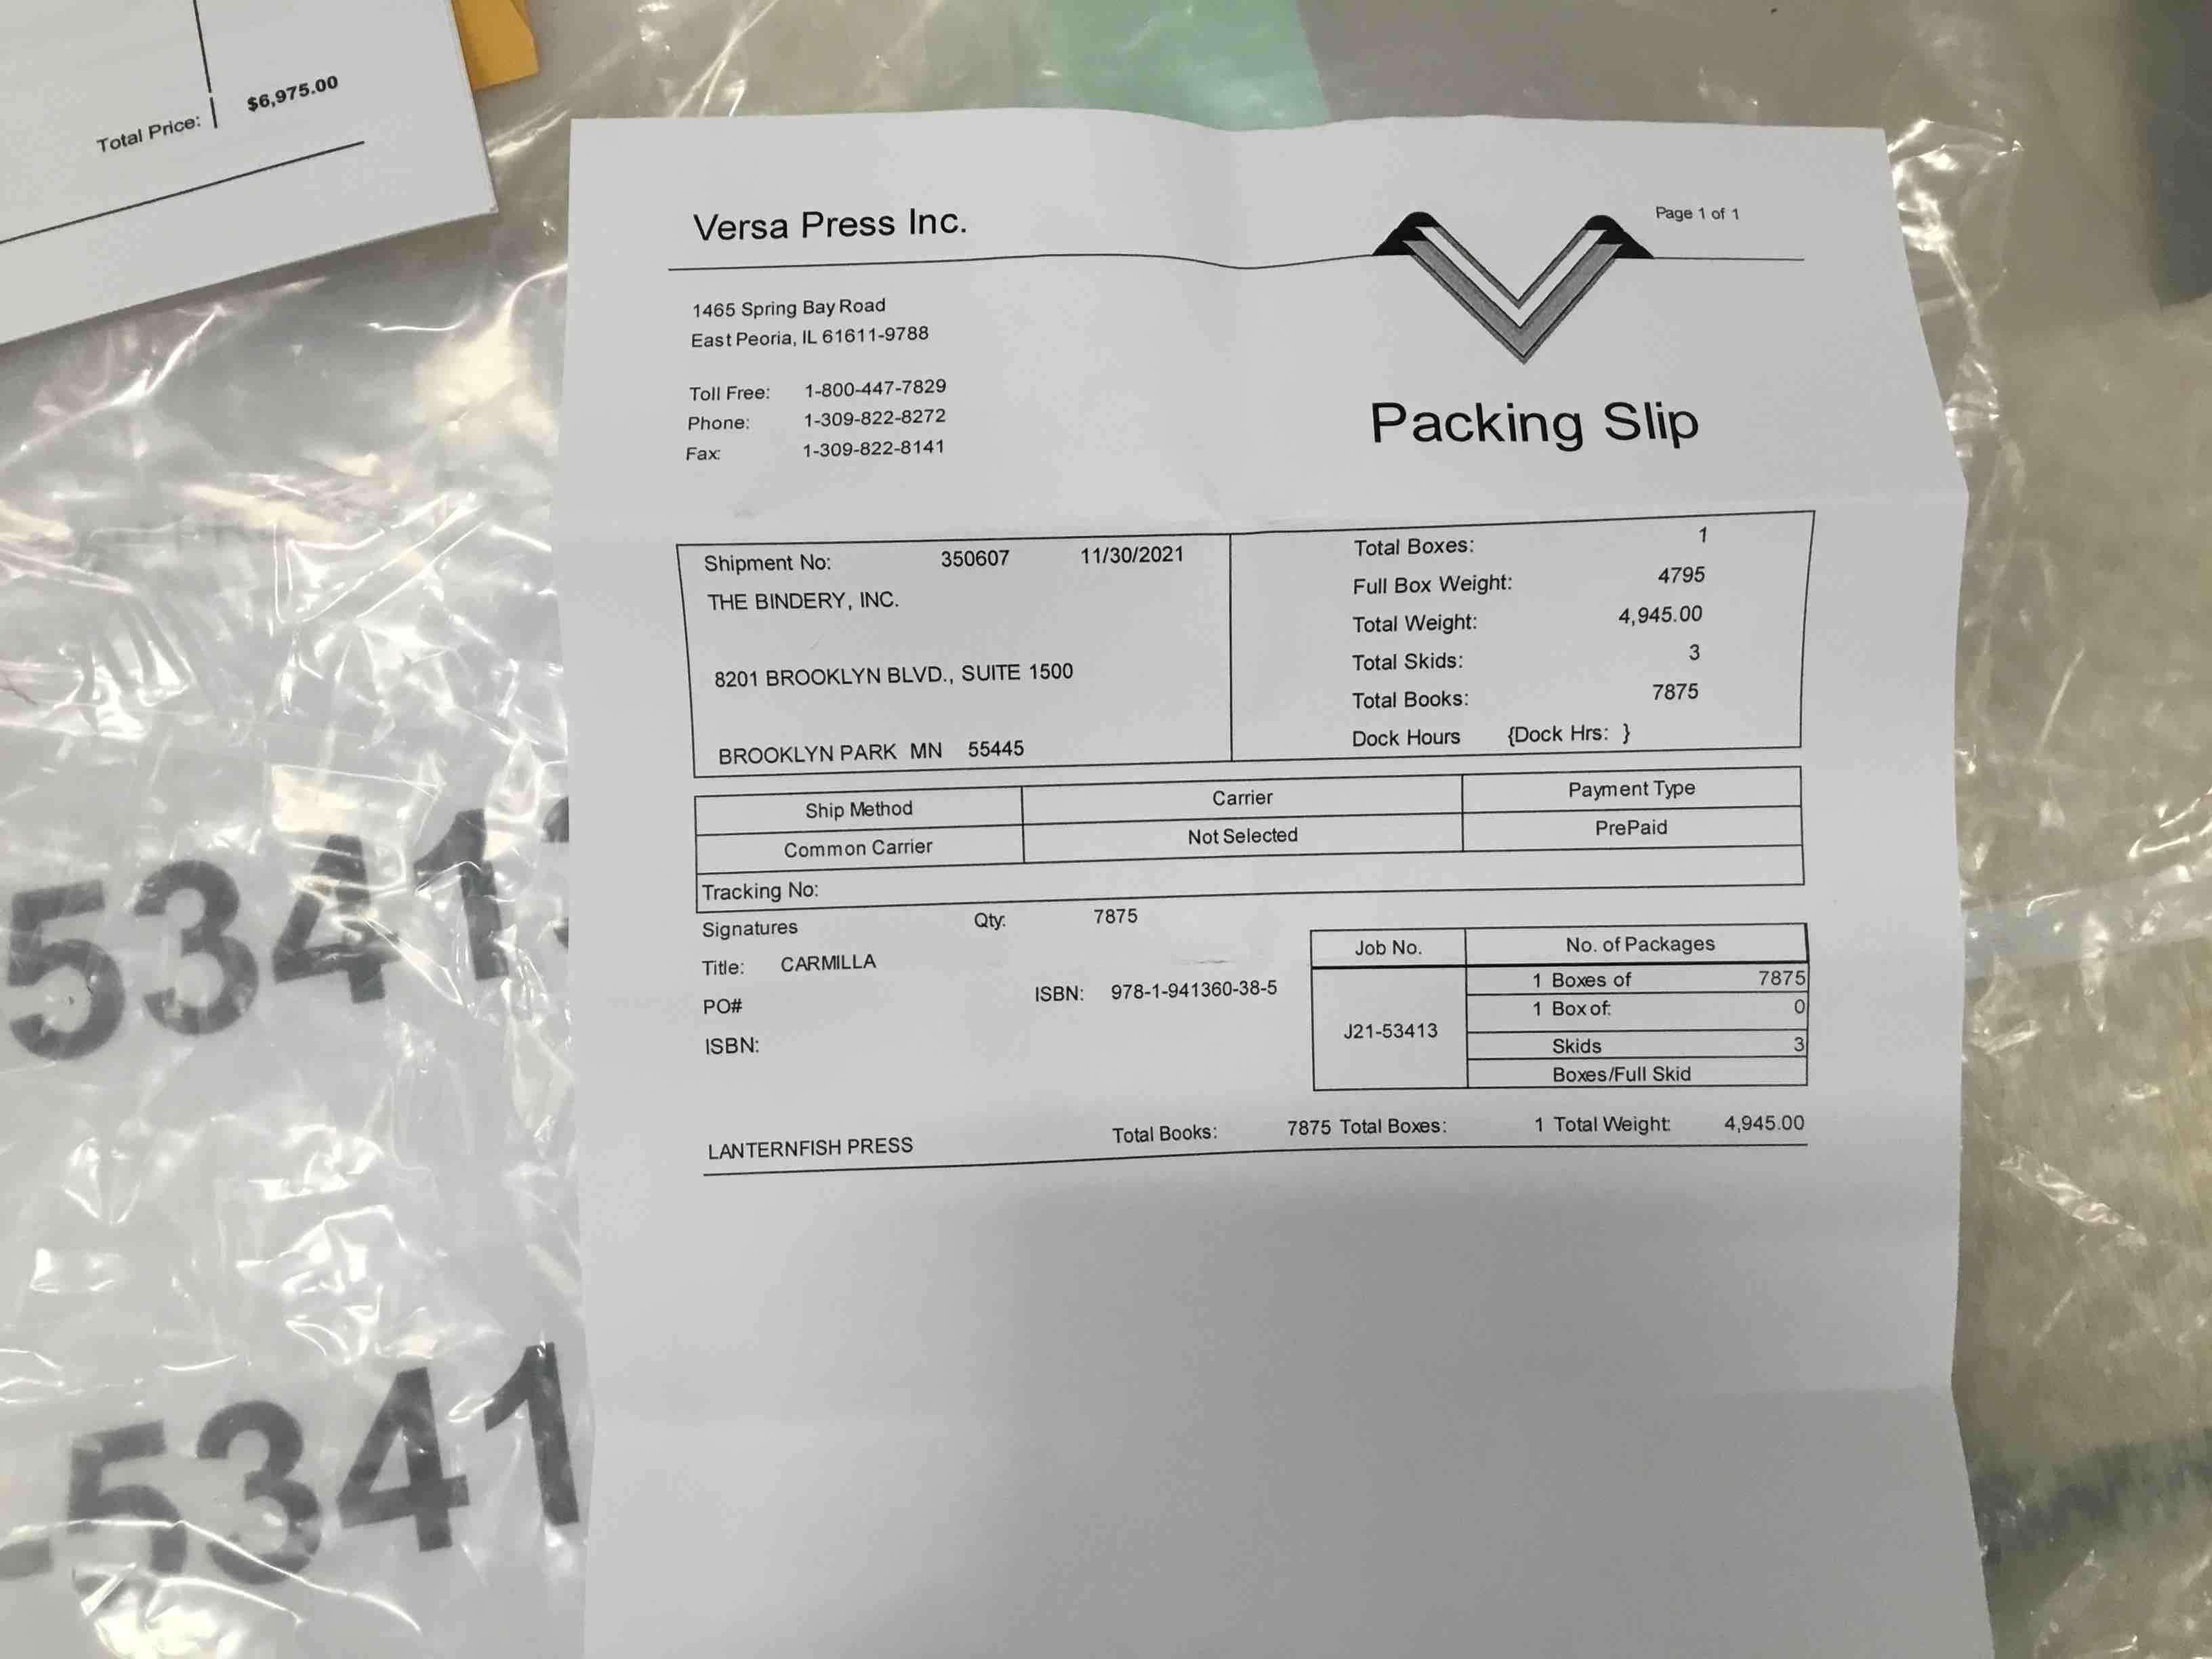 Total Price: $6,975.00
Versa Press Inc.
Page 1 of 1
1465 Spring Bay Road
East Peoria, IL 61611-9788
Toll Free: 1-800-447-7829
Phone: 1-309-822-8272
Fax: 1-309-822-8141
Packing Slip
Shipment No: 350607 11/30/2021
THE BINDERY, INC.
8201 BROOKLYN BLVD., SUITE 1500
BROOKLYN PARK MN 55445
Total Boxes: 1
Full Box Weight: 4795
Total Weight: 4,945.00
Total Skids: 3
Total Books: 7875
Dock Hours {Dock Hrs: }
Ship Method Carrier Payment Type
Common Carrier Not Selected PrePaid
Tracking No:
Signatures Qty: 7875
Title: CARMILLA
PO# ISBN: 978-1-941360-38-5
ISBN:
Job No. No. of Packages
J21-53413
1 Boxes of 7875
1 Box of: 0
Skids 3
Boxes/Full Skid
LANTERNFISH PRESS Total Books: 7875 Total Boxes: 1 Total Weight: 4,945.00
5341
-5341